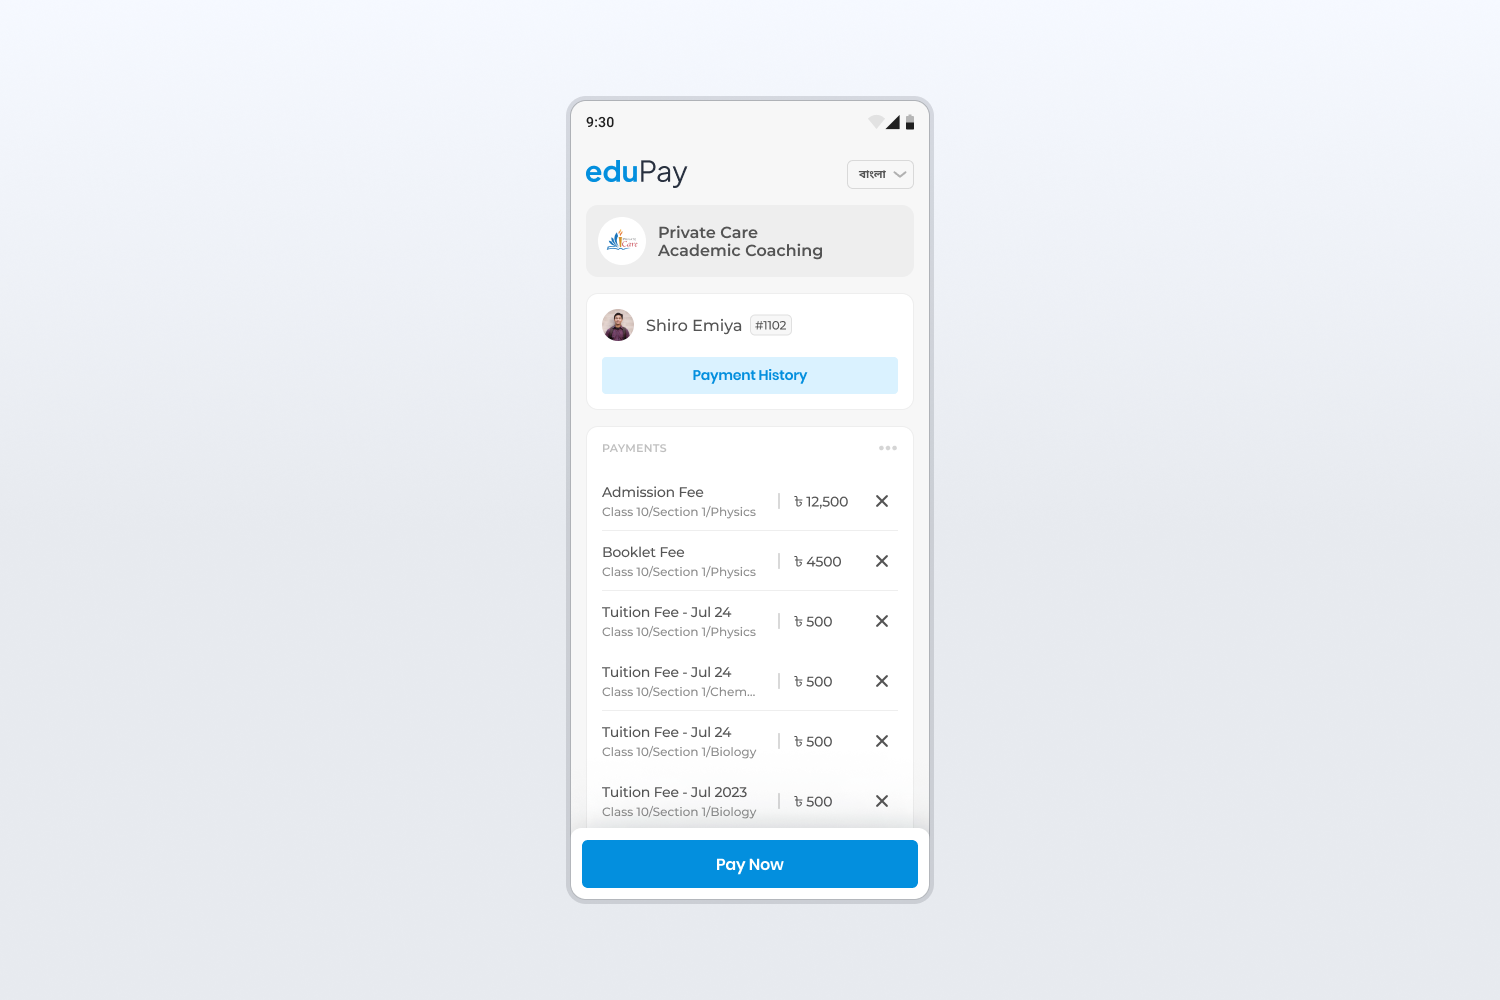 9:30
eduPay
বাংলা
Private Care
Academic Coaching
Care
Shiro Emiya #1102
Payment History
PAYMENTS
Admission Fee
Class 10/Section 1/Physics
৳ 12,500
Booklet Fee
Class 10/Section 1/Physics
৳ 4500
Tuition Fee - Jul 24
Class 10/Section 1/Physics
৳ 500
Tuition Fee - Jul 24
Class 10/Section 1/Chem...
৳ 500
Tuition Fee - Jul 24
Class 10/Section 1/Biology
৳ 500
Tuition Fee - Jul 2023
Class 10/Section 1/Biology
৳ 500
Pay Now